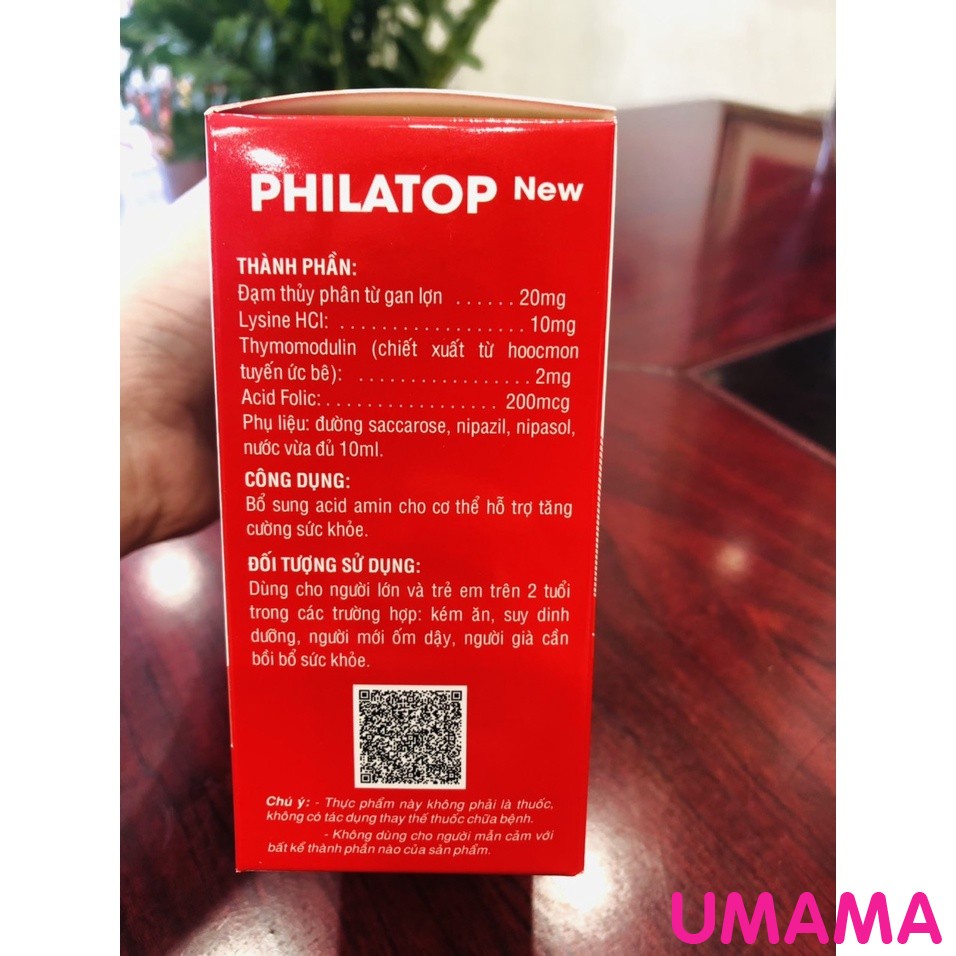 PHILATOP New
THÀNH PHẦN:
Đạm thủy phân từ gan lợn ...... 20mg
Lysine HCl: .................. 10mg
Thymomodulin (chiết xuất từ hoocmon
tuyến ức bê): ................. 2mg
Acid Folic:................. 200mcg
Phụ liệu: đường saccarose, nipazil, nipasol,
nước vừa đủ 10ml.
CÔNG DỤNG:
Bổ sung acid amin cho cơ thể hỗ trợ tăng
cường sức khỏe.
ĐỐI TƯỢNG SỬ DỤNG:
Dùng cho người lớn và trẻ em trên 2 tuổi
trong các trường hợp: kém ăn, suy dinh
dưỡng, người mới ốm dậy, người già cần
bồi bổ sức khỏe.
Chú ý: - Thực phẩm này không phải là thuốc,
không có tác dụng thay thế thuốc chữa bệnh.
- Không dùng cho người mẫn cảm với
bất kể thành phần nào của sản phẩm.
UMAMA